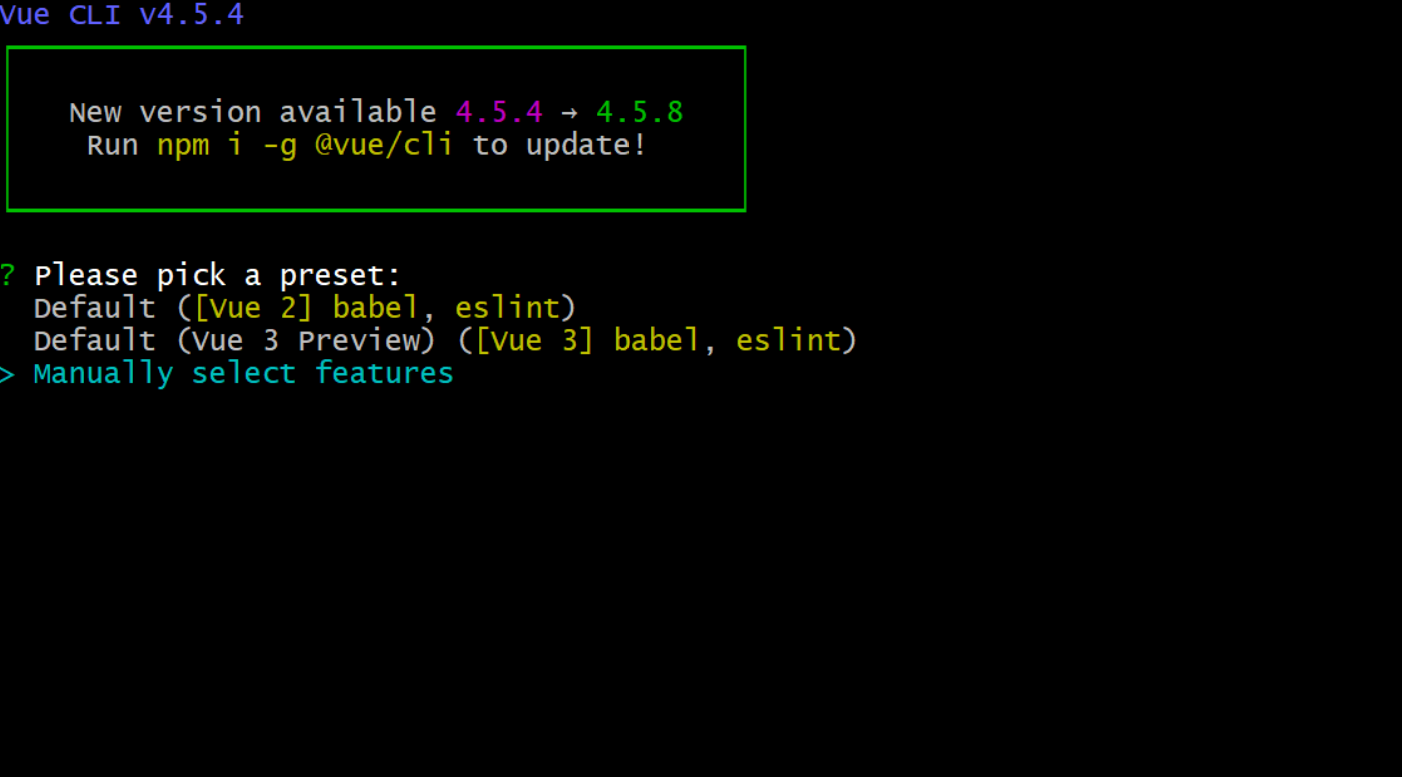 Vue CLI v4.5.4
New version available 4.5.4 → 4.5.8
Run npm i -g @vue/cli to update!
? Please pick a preset:
Default ([Vue 2] babel, eslint)
Default (Vue 3 Preview) ([Vue 3] babel, eslint)
> Manually select features